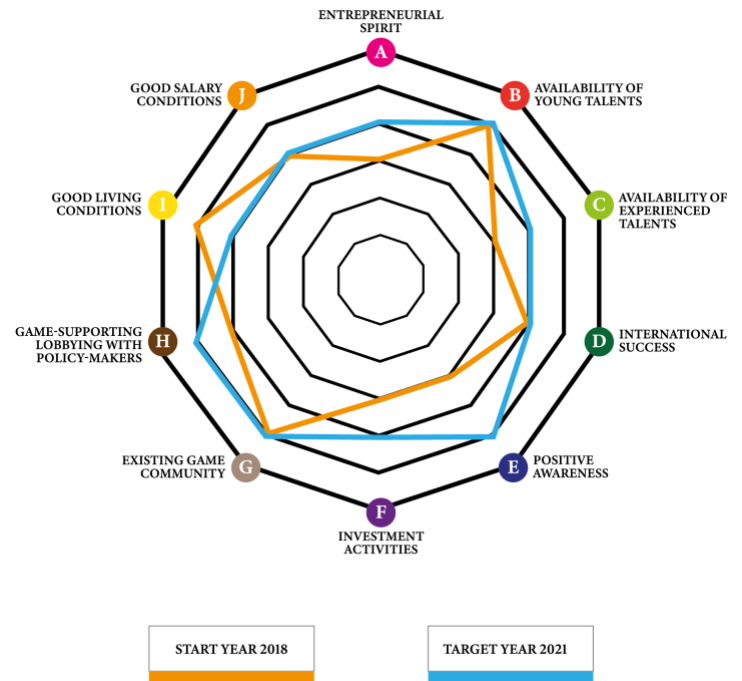 ENTREPRENEURIAL
SPIRIT
A
GOOD SALARY
CONDITIONS
J
B
AVAILABILITY OF
YOUNG TALENTS
GOOD LIVING
CONDITIONS
I
C
AVAILABILITY OF
EXPERIENCED
TALENTS
GAME-SUPPORTING
LOBBYING WITH
POLICY-MAKERS
H
D
INTERNATIONAL
SUCCESS
EXISTING GAME
COMMUNITY
G
E
POSITIVE
AWARENESS
F
INVESTMENT
ACTIVITIES
START YEAR 2018
TARGET YEAR 2021